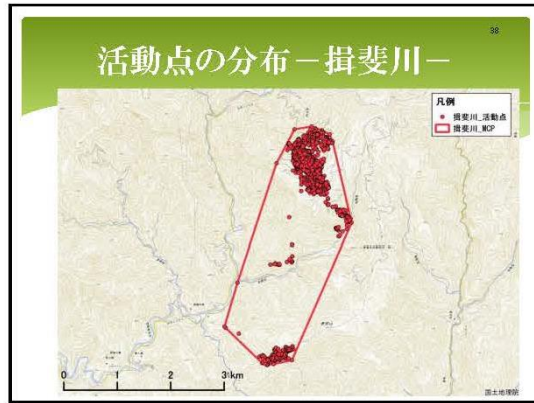 38
活動点の分布－揖斐川－
凡例
揖斐川_活動点
揖斐川_MCP
0 1 2 3 km
国土地理院